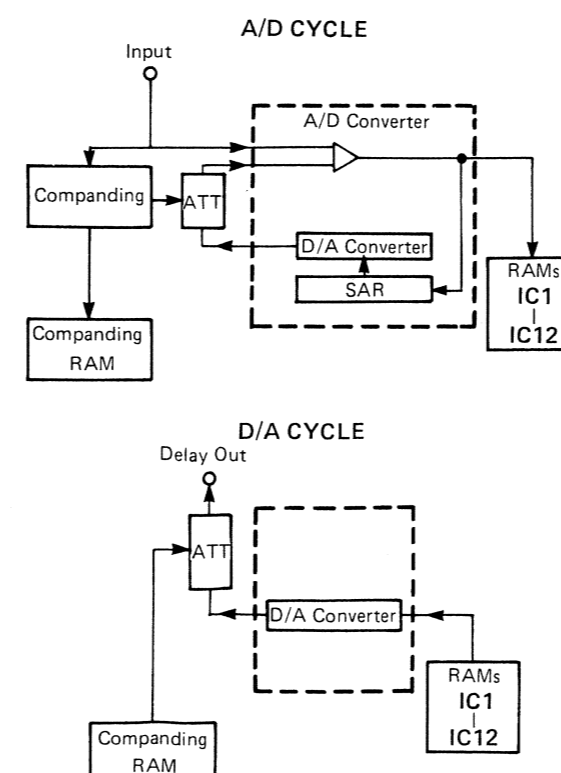 A/D CYCLE
Input
A/D Converter
Companding
ATT
D/A Converter
SAR
RAMs
IC1
IC12
Companding
RAM
D/A CYCLE
Delay Out
ATT
D/A Converter
RAMs
IC1
IC12
Companding
RAM